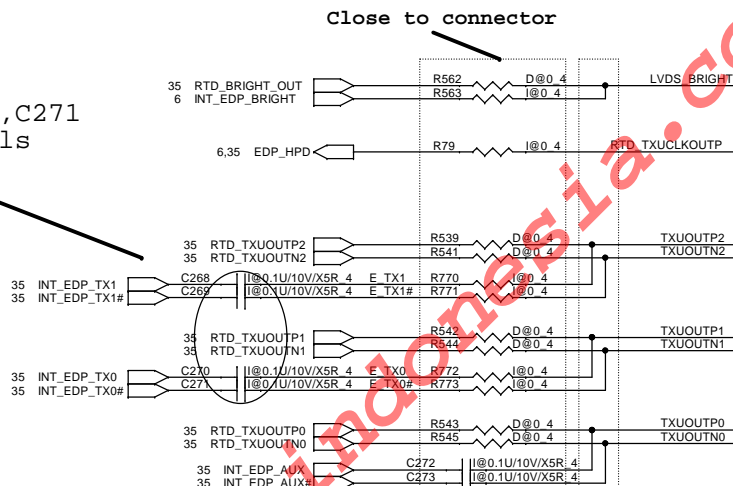 Close to connector
,C271
ls
35 RTD_BRIGHT_OUT R562 D@0_4 LVDS_BRIGHT
6 INT_EDP_BRIGHT R563 I@0_4
6,35 EDP_HPD R79 I@0_4 RTD_TXUCLKOUTP
35 RTD_TXUOUTP2 R539 D@0_4 TXUOUTP2
35 RTD_TXUOUTN2 R541 D@0_4 TXUOUTN2
35 INT_EDP_TX1 C268 I@0.1U/10V/X5R_4 E_TX1 R770 I@0_4
35 INT_EDP_TX1# C269 I@0.1U/10V/X5R_4 E_TX1# R771 I@0_4
35 RTD_TXUOUTP1 R542 D@0_4 TXUOUTP1
35 RTD_TXUOUTN1 R544 D@0_4 TXUOUTN1
35 INT_EDP_TX0 C270 I@0.1U/10V/X5R_4 E_TX0 R772 I@0_4
35 INT_EDP_TX0# C271 I@0.1U/10V/X5R_4 E_TX0# R773 I@0_4
35 RTD_TXUOUTP0 R543 D@0_4 TXUOUTP0
35 RTD_TXUOUTN0 R545 D@0_4 TXUOUTN0
35 INT_EDP_AUX C272 I@0.1U/10V/X5R_4
35 INT_EDP_AUX# C273 I@0.1U/10V/X5R_4
indonesia.co